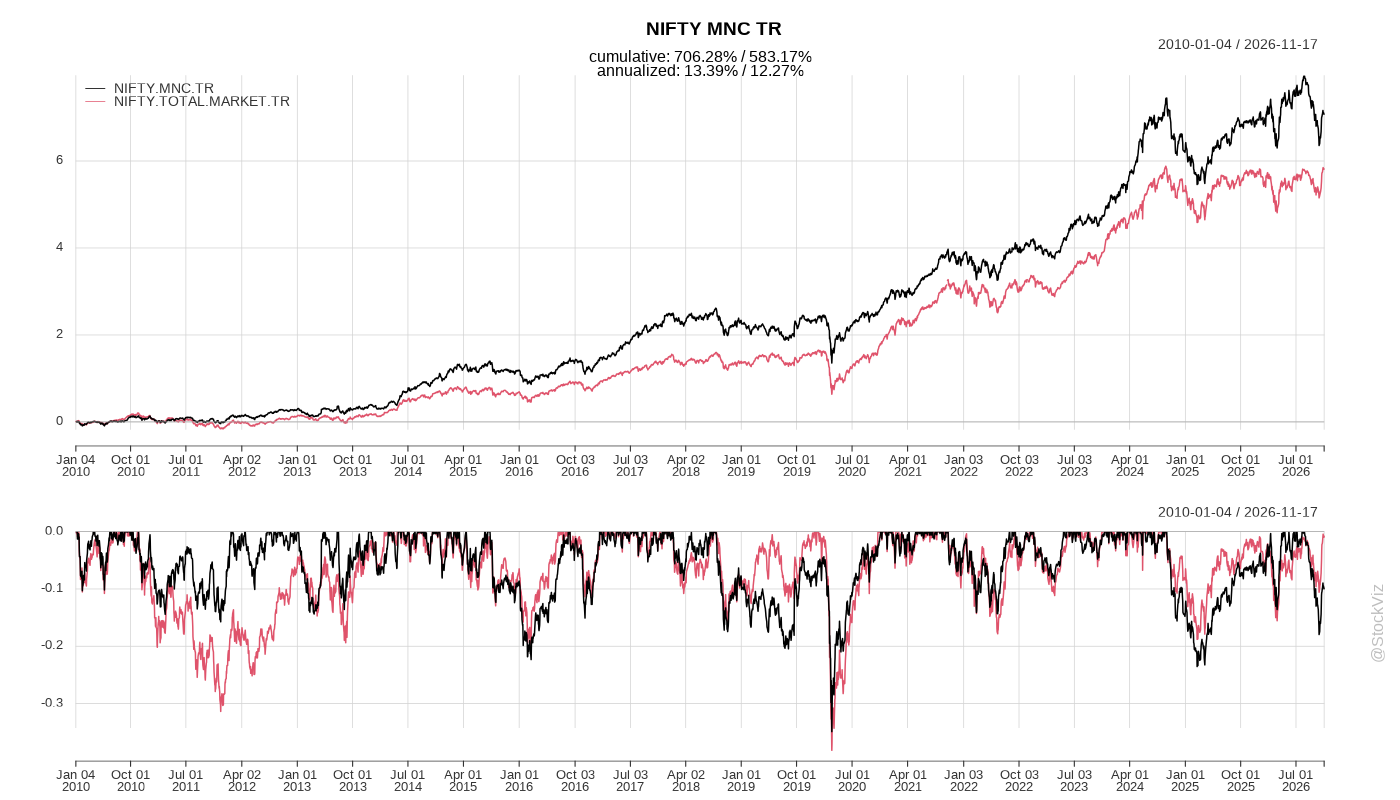 NIFTY MNC TR
cumulative: 706.28% / 583.17%
annualized: 13.39% / 12.27%
2010-01-04 / 2026-11-17
NIFTY.MNC.TR
NIFTY.TOTAL.MARKET.TR
6
4
2
0
Jan 04 Oct 01 Jul 01 Apr 02 Jan 01 Oct 01 Jul 01 Apr 01 Jan 01 Oct 03 Jul 03 Apr 02 Jan 01 Oct 01 Jul 01 Apr 01 Jan 03 Oct 03 Jul 03 Apr 01 Jan 01 Oct 01 Jul 01
2010 2010 2011 2012 2013 2013 2014 2015 2016 2016 2017 2018 2019 2019 2020 2021 2022 2022 2023 2024 2025 2025 2026
2010-01-04 / 2026-11-17
0.0
-0.1
-0.2
-0.3
Jan 04 Oct 01 Jul 01 Apr 02 Jan 01 Oct 01 Jul 01 Apr 01 Jan 01 Oct 03 Jul 03 Apr 02 Jan 01 Oct 01 Jul 01 Apr 01 Jan 03 Oct 03 Jul 03 Apr 01 Jan 01 Oct 01 Jul 01
2010 2010 2011 2012 2013 2013 2014 2015 2016 2016 2017 2018 2019 2019 2020 2021 2022 2022 2023 2024 2025 2025 2026
@StockViz